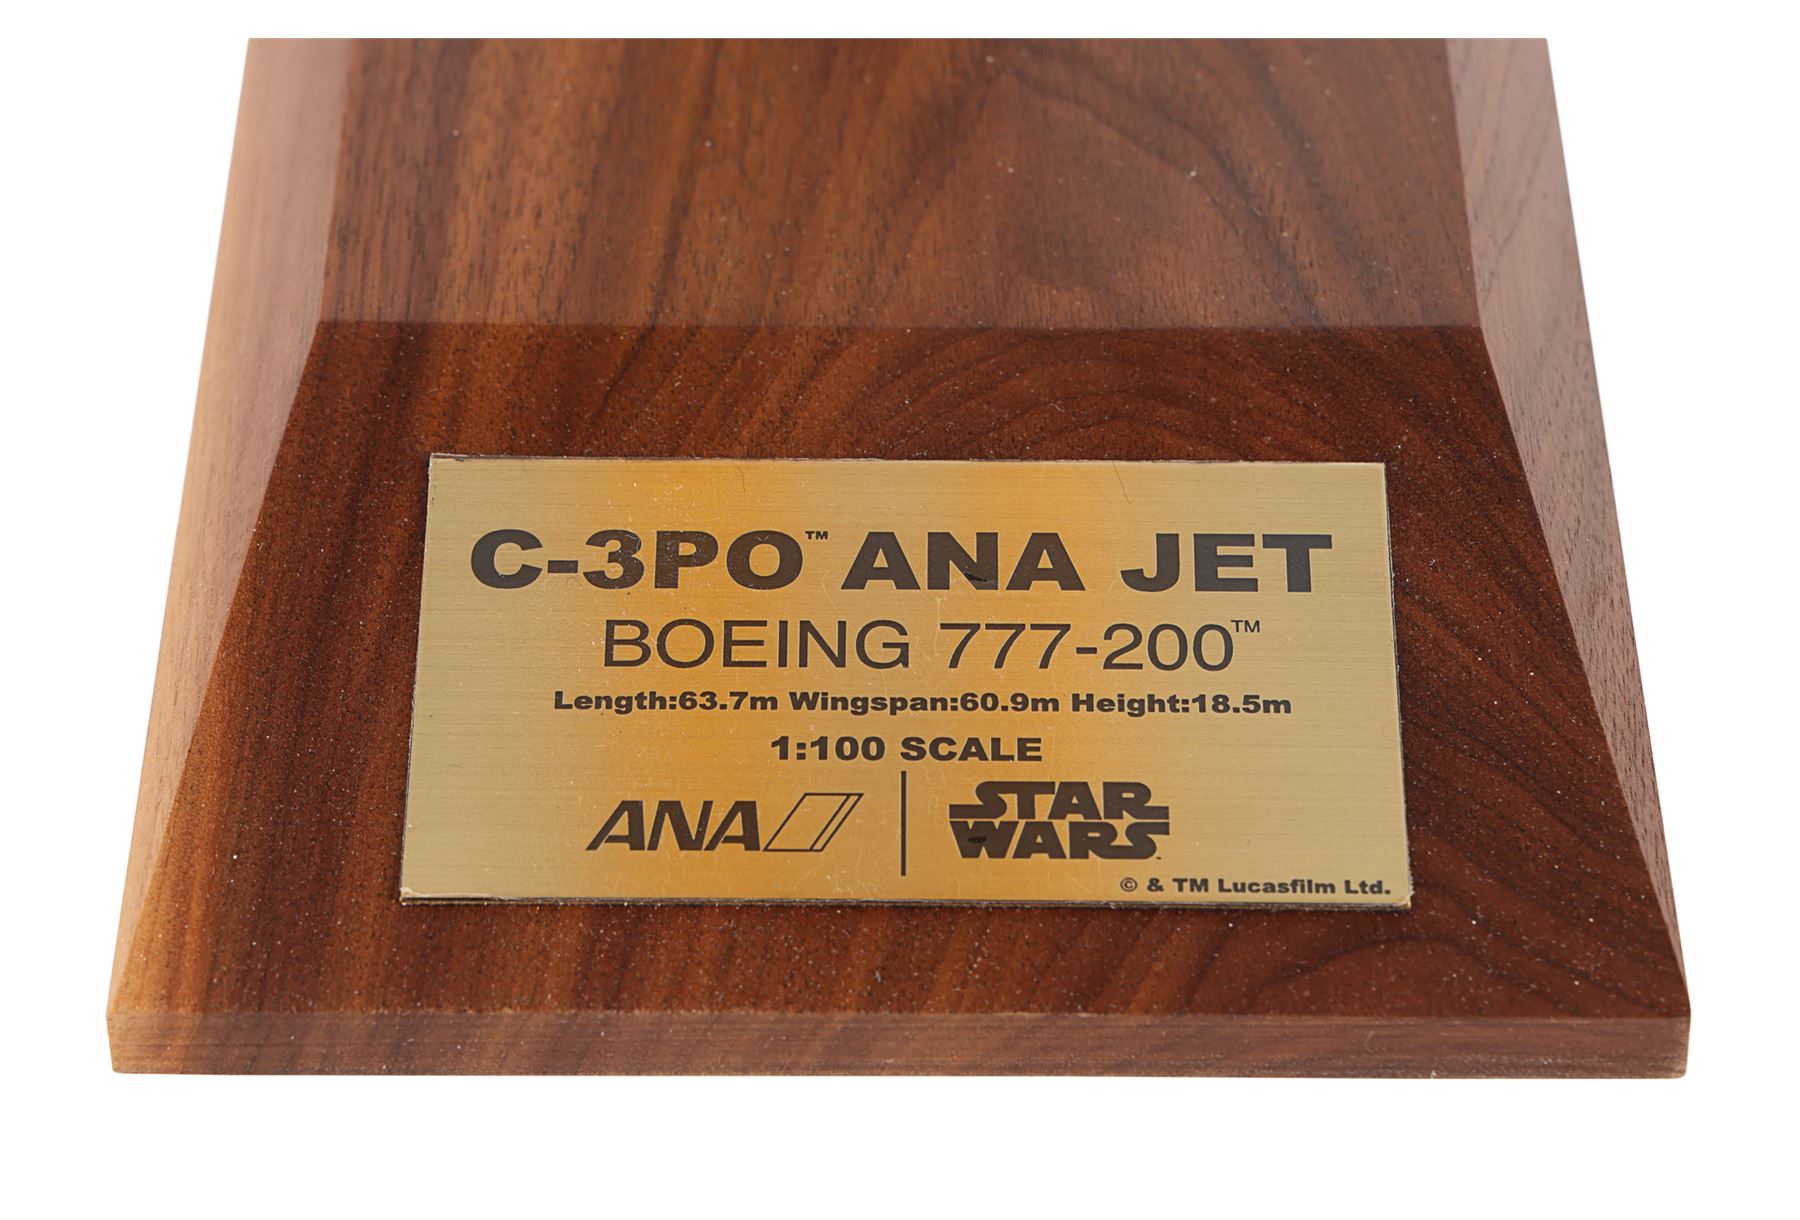 C-3PO™ ANA JET
BOEING 777-200™
Length:63.7m Wingspan:60.9m Height:18.5m
1:100 SCALE
ANA
STAR
WARS
© & TM Lucasfilm Ltd.